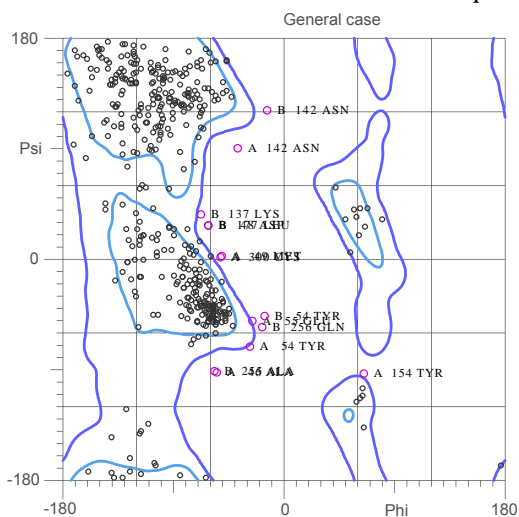 General case
180
B 142 ASN
Psi
A 142 ASN
B 137 LYS
B
0
A
B 54 TYR
A
B 256 GLN
A 54 TYR
B
A
ALA
A 154 TYR
-180
-180
0
Phi
180